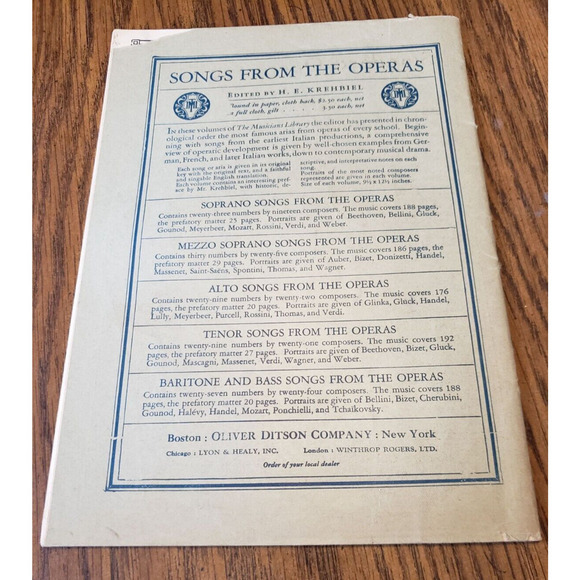 SONGS FROM THE OPERAS
EDITED BY H. E. KREHBIEL
Bound in paper, cloth back, $2.50 each, net
In full cloth, gilt . . . . . 3.50 each, net
In these volumes of The Musicians Library the editor has presented in chron-
ological order the most famous arias from operas of every school. Begin-
ning with songs from the earliest Italian productions, a comprehensive
view of operatic development is given by well-chosen examples from Ger-
man, French, and later Italian works, down to contemporary musical drama.
Each song or aria is given in its original
key with the original text, and a faithful
and singable English translation.
Each volume contains an interesting pref-
ace by Mr. Krehbiel, with historic, de-
scriptive, and interpretative notes on each
song.
Portraits of the most noted composers
represented are given in each volume.
Size of each volume, 9½ x 12½ inches.
SOPRANO SONGS FROM THE OPERAS
Contains twenty-three numbers by nineteen composers. The music covers 188 pages,
the prefatory matter 25 pages. Portraits are given of Beethoven, Bellini, Gluck,
Gounod, Meyerbeer, Mozart, Rossini, Verdi, and Weber.
MEZZO SOPRANO SONGS FROM THE OPERAS
Contains thirty numbers by twenty-five composers. The music covers 186 pages, the
prefatory matter 29 pages. Portraits are given of Auber, Bizet, Donizetti, Handel,
Massenet, Saint-Saëns, Spontini, Thomas, and Wagner.
ALTO SONGS FROM THE OPERAS
Contains twenty-nine numbers by twenty-two composers. The music covers 176
pages, the prefatory matter 20 pages. Portraits are given of Glinka, Gluck, Handel,
Lully, Meyerbeer, Purcell, Rossini, Thomas, and Verdi.
TENOR SONGS FROM THE OPERAS
Contains twenty-nine numbers by twenty-one composers. The music covers 192
pages, the prefatory matter 27 pages. Portraits are given of Beethoven, Bizet, Gluck,
Gounod, Mascagni, Massenet, Verdi, Wagner, and Weber.
BARITONE AND BASS SONGS FROM THE OPERAS
Contains twenty-seven numbers by twenty-four composers. The music covers 188
pages, the prefatory matter 20 pages. Portraits are given of Bellini, Bizet, Cherubini,
Gounod, Halévy, Handel, Mozart, Ponchielli, and Tchaïkovsky.
Boston : OLIVER DITSON COMPANY : New York
Chicago : LYON & HEALY, INC. London : WINTHROP ROGERS, LTD.
Order of your local dealer